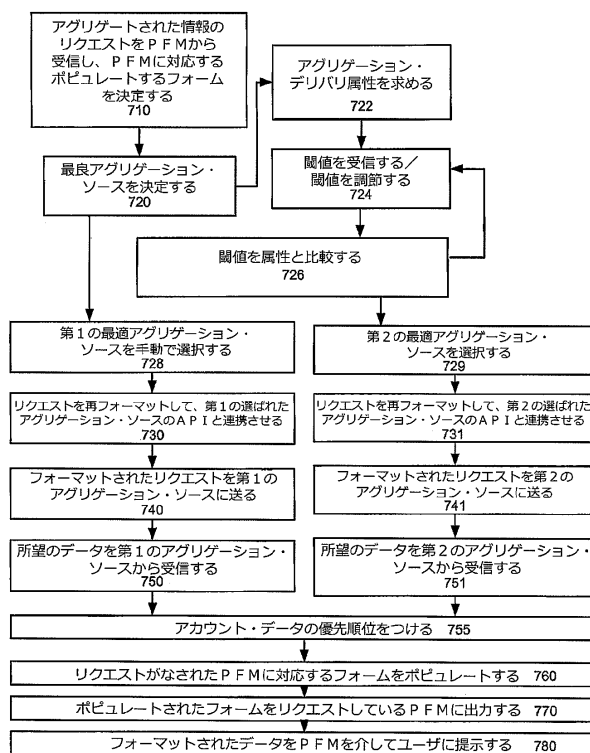 アグリゲートされた情報の
リクエストをPFMから
受信し、PFMに対応する
ポピュレートするフォーム
を決定する
710
アグリゲーション・
デリバリ属性を求める
722
最良アグリゲーション・
ソースを決定する
720
閾値を受信する／
閾値を調節する
724
閾値を属性と比較する
726
第1の最適アグリゲーション・
ソースを手動で選択する
728
第2の最適アグリゲーション・
ソースを選択する
729
リクエストを再フォーマットして、第1の選ばれた
アグリゲーション・ソースのAPIと連携させる
730
リクエストを再フォーマットして、第2の選ばれた
アグリゲーション・ソースのAPIと連携させる
731
フォーマットされたリクエストを第1の
アグリゲーション・ソースに送る
740
フォーマットされたリクエストを第2の
アグリゲーション・ソースに送る
741
所望のデータを第1のアグリゲーション・
ソースから受信する
750
所望のデータを第2のアグリゲーション・
ソースから受信する
751
アカウント・データの優先順位をつける 755
リクエストがなされたPFMに対応するフォームをポピュレートする 760
ポピュレートされたフォームをリクエストしているPFMに出力する 770
フォーマットされたデータをPFMを介してユーザに提示する 780